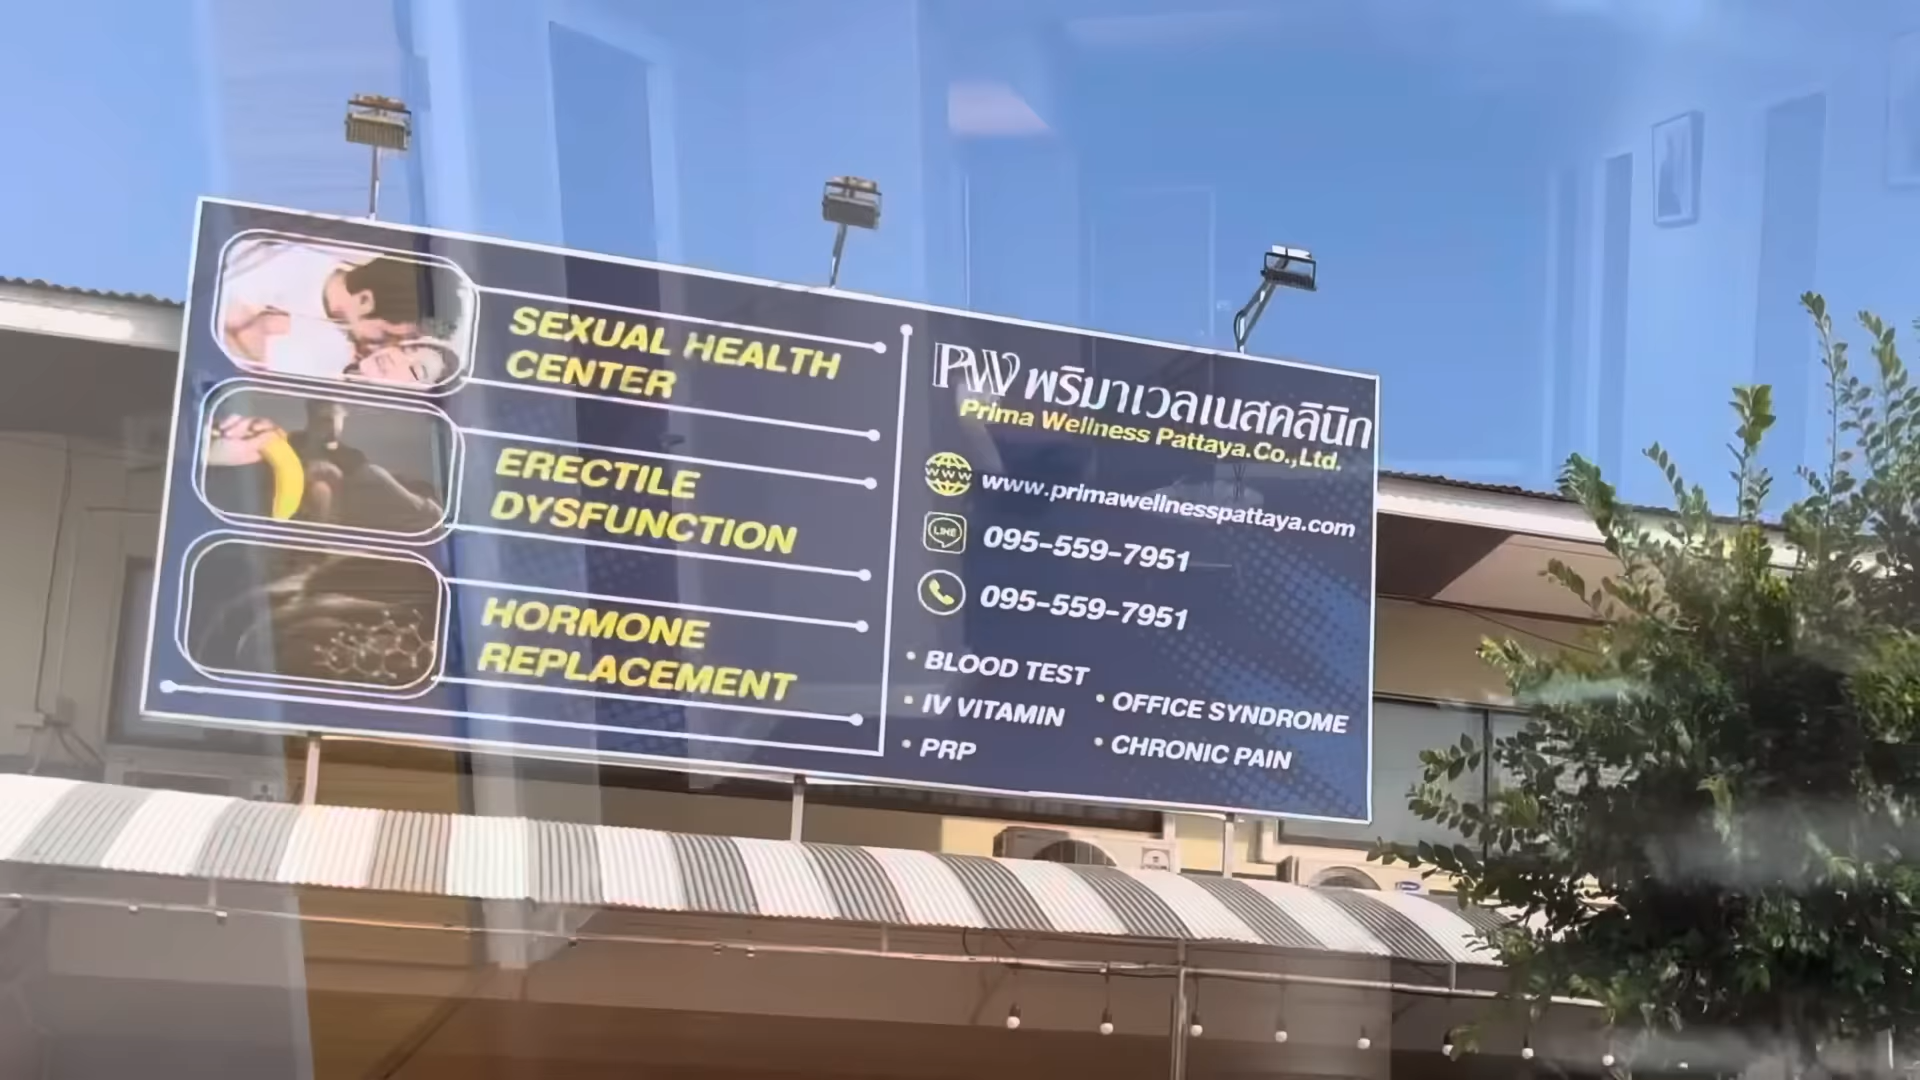 SEXUAL HEALTH
CENTER
ERECTILE
DYSFUNCTION
HORMONE
REPLACEMENT
PW พรีมาเวลเนสคลินิก
Prima Wellness Pattaya.Co.,Ltd.
www www.primawellnesspattaya.com
LINE 095-559-7951
095-559-7951
• BLOOD TEST
• IV VITAMIN
• PRP
• OFFICE SYNDROME
• CHRONIC PAIN